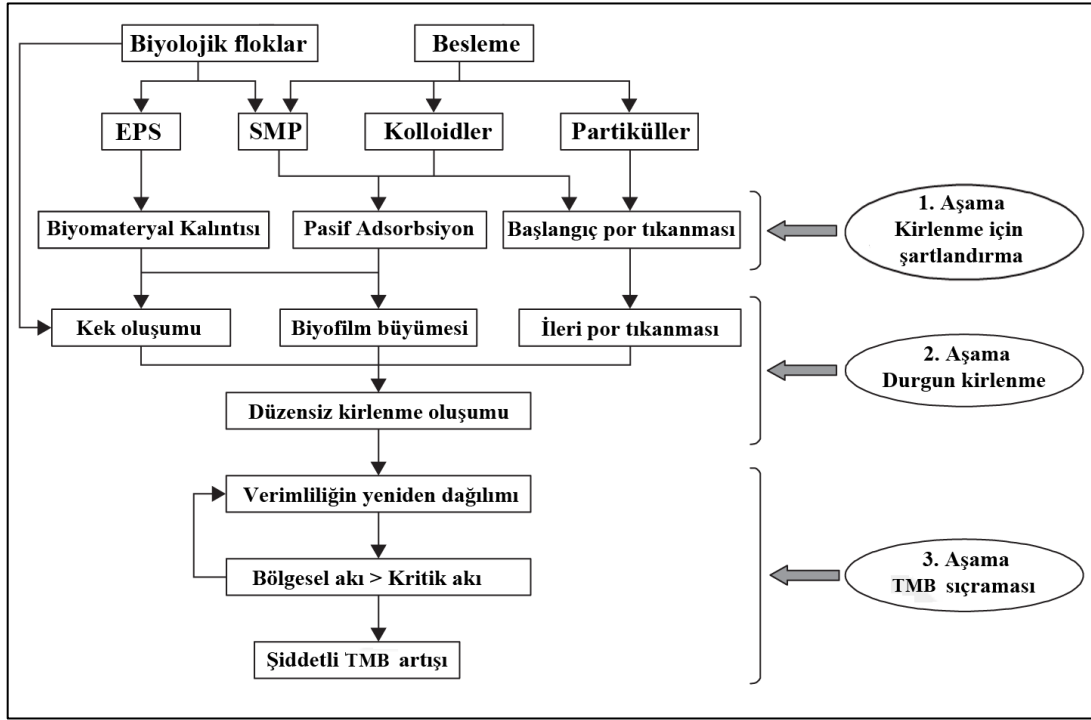 Biyolojik floklar
Besleme
EPS
SMP
Kolloidler
Partiküller
Biyomateryal Kalıntısı
Pasif Adsorbsiyon
Başlangıç por tıkanması
1. Aşama
Kirlenme için
şartlandırma
Kek oluşumu
Biyofilm büyümesi
İleri por tıkanması
2. Aşama
Durgun kirlenme
Düzensiz kirlenme oluşumu
Verimliliğin yeniden dağılımı
Bölgesel akı > Kritik akı
3. Aşama
TMB sıçraması
Şiddetli TMB artışı